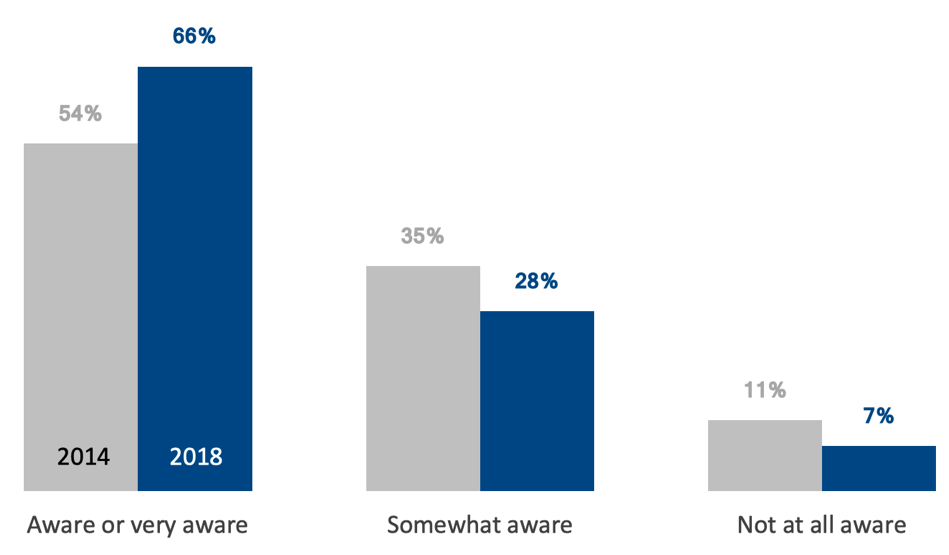 66%
54%
35%
28%
11%
7%
2014
2018
Aware or very aware
Somewhat aware
Not at all aware